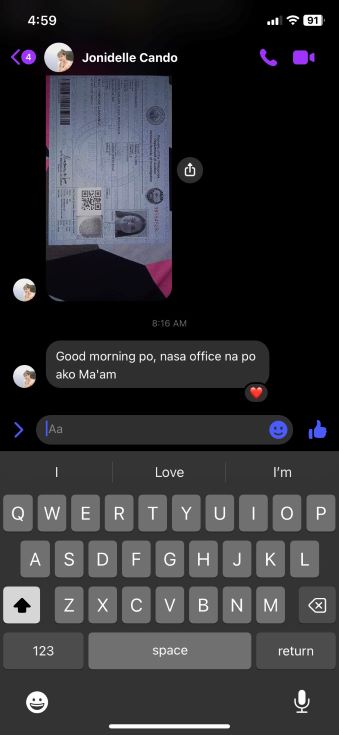 4:59
91
4
Jonidelle Cando
8:16 AM
Good morning po, nasa office na po
ako Ma'am
Aa
I Love I'm
Q W E R T Y U I O P
A S D F G H J K L
Z X C V B N M
123 space return